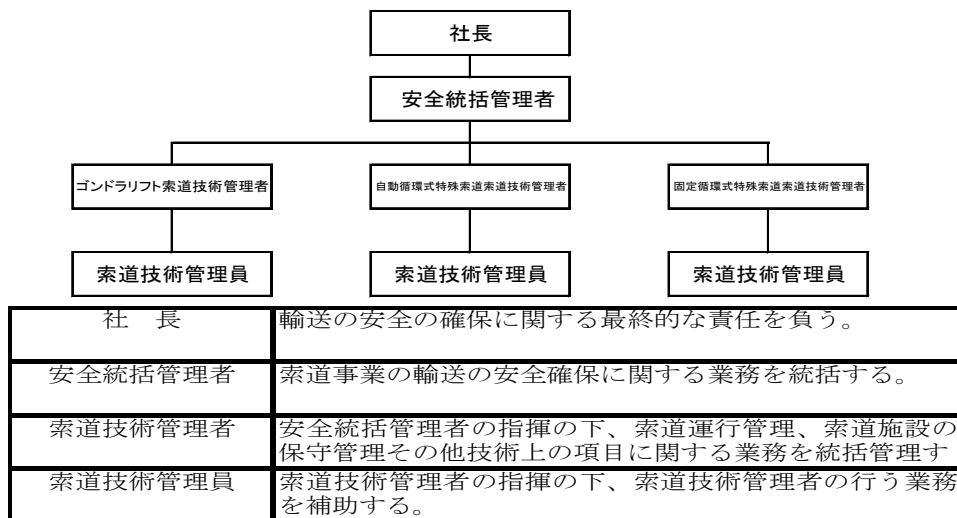 社長
安全統括管理者
ゴンドラリフト索道技術管理者
自動循環式特殊索道索道技術管理者
固定循環式特殊索道索道技術管理者
索道技術管理員
索道技術管理員
索道技術管理員
社　長
輸送の安全の確保に関する最終的な責任を負う。
安全統括管理者
索道事業の輸送の安全確保に関する業務を統括する。
索道技術管理者
安全統括管理者の指揮の下、索道運行管理、索道施設の
保守管理その他技術上の項目に関する業務を統括管理す
索道技術管理員
索道技術管理者の指揮の下、索道技術管理者の行う業務
を補助する。